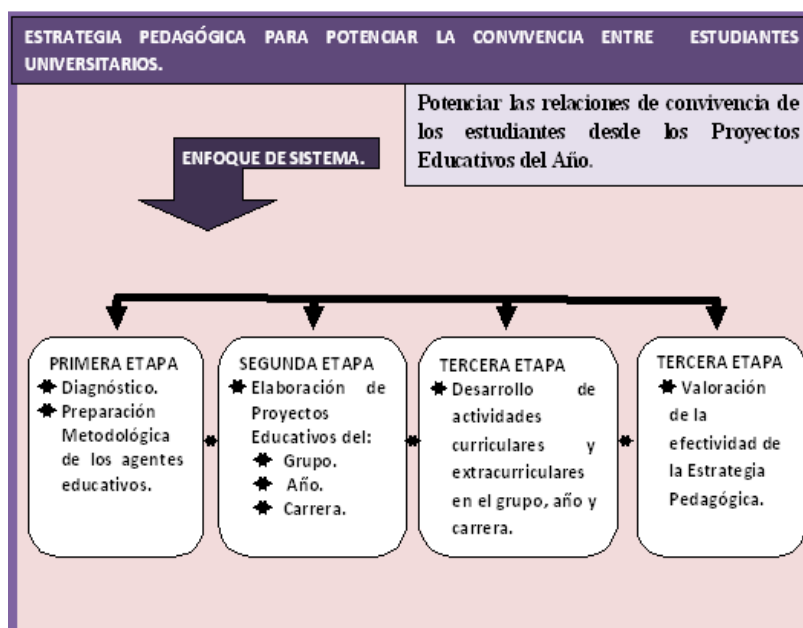 ESTRATEGIA PEDAGÓGICA PARA POTENCIAR LA CONVIVENCIA ENTRE ESTUDIANTES
UNIVERSITARIOS.
Potenciar las relaciones de convivencia de
los estudiantes desde los Proyectos
Educativos del Año.
ENFOQUE DE SISTEMA.
PRIMERA ETAPA
Diagnóstico.
Preparación
Metodológica
de los agentes
educativos.
SEGUNDA ETAPA
Elaboración de
Proyectos
Educativos del:
Grupo.
Año.
Carrera.
TERCERA ETAPA
Desarrollo de
actividades
curriculares y
extracurriculares
en el grupo, año y
carrera.
TERCERA ETAPA
Valoración
de la
efectividad de
la Estrategia
Pedagógica.